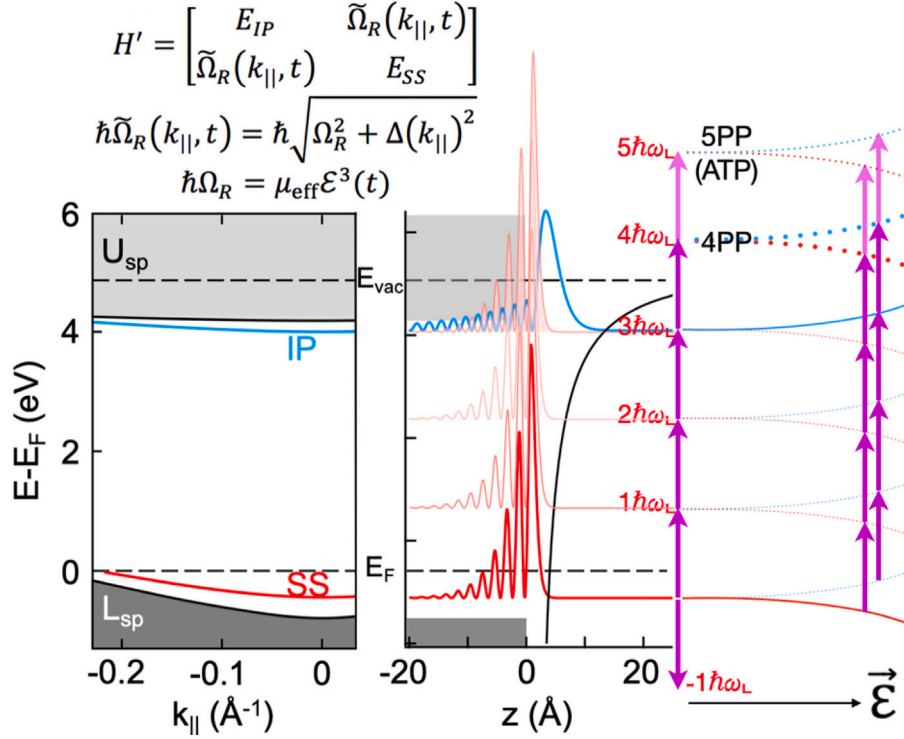 H′ = [ E_IP Ω̃_R(k_||, t)
Ω̃_R(k_||, t) E_SS ]
ħΩ̃_R(k_||, t) = ħ√(Ω_R² + Δ(k_||)²)
ħΩ_R = μ_eff ℰ³(t)
E-E_F (eV)
6
4
2
0
U_sp
IP
SS
L_sp
-0.2
-0.1
0
k_|| (Å⁻¹)
E_vac
E_F
-20
0
20
z (Å)
5ħω_L
4ħω_L
3ħω_L
2ħω_L
1ħω_L
-1ħω_L
5PP
(ATP)
4PP
ℰ⃗